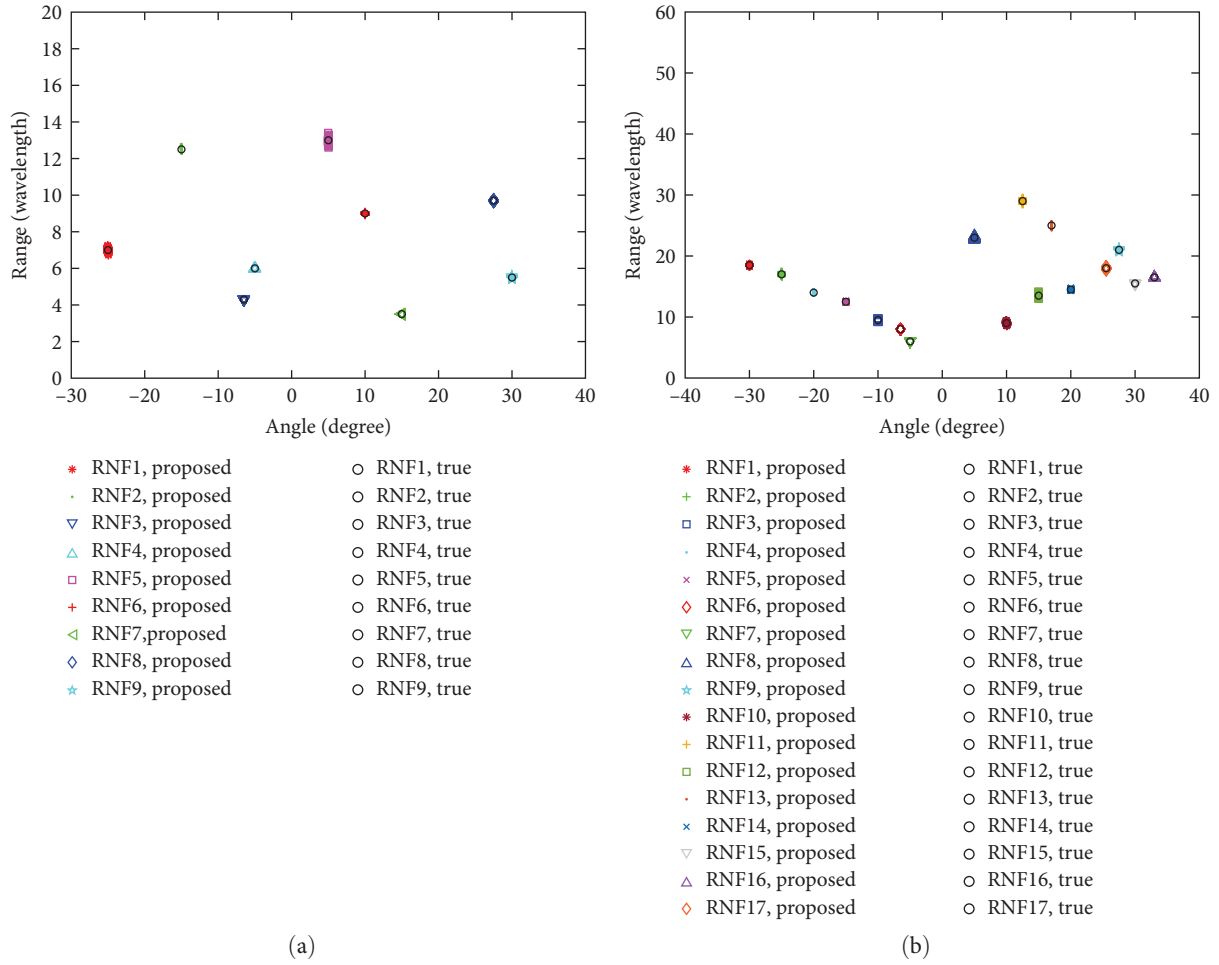 20
18
16
14
12
10
8
6
4
2
0
Range (wavelength)
–30 –20 –10 0 10 20 30 40
Angle (degree)
RNF1, proposed
RNF2, proposed
RNF3, proposed
RNF4, proposed
RNF5, proposed
RNF6, proposed
RNF7,proposed
RNF8, proposed
RNF9, proposed
RNF1, true
RNF2, true
RNF3, true
RNF4, true
RNF5, true
RNF6, true
RNF7, true
RNF8, true
RNF9, true
(a)
60
50
40
30
20
10
0
Range (wavelength)
–40 –30 –20 –10 0 10 20 30 40
Angle (degree)
RNF1, proposed
RNF2, proposed
RNF3, proposed
RNF4, proposed
RNF5, proposed
RNF6, proposed
RNF7, proposed
RNF8, proposed
RNF9, proposed
RNF10, proposed
RNF11, proposed
RNF12, proposed
RNF13, proposed
RNF14, proposed
RNF15, proposed
RNF16, proposed
RNF17, proposed
RNF1, true
RNF2, true
RNF3, true
RNF4, true
RNF5, true
RNF6, true
RNF7, true
RNF8, true
RNF9, true
RNF10, true
RNF11, true
RNF12, true
RNF13, true
RNF14, true
RNF15, true
RNF16, true
RNF17, true
(b)